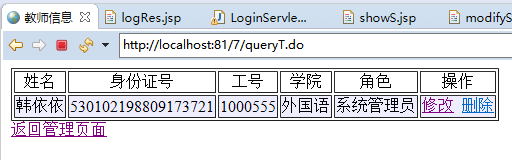 教师信息 logRes.jsp LoginServle... showS.jsp modifyS
http://localhost:81/7/queryT.do
姓名 身份证号 工号 学院 角色 操作
韩依依 530102198809173721 1000555 外国语 系统管理员 修改 删除
返回管理页面